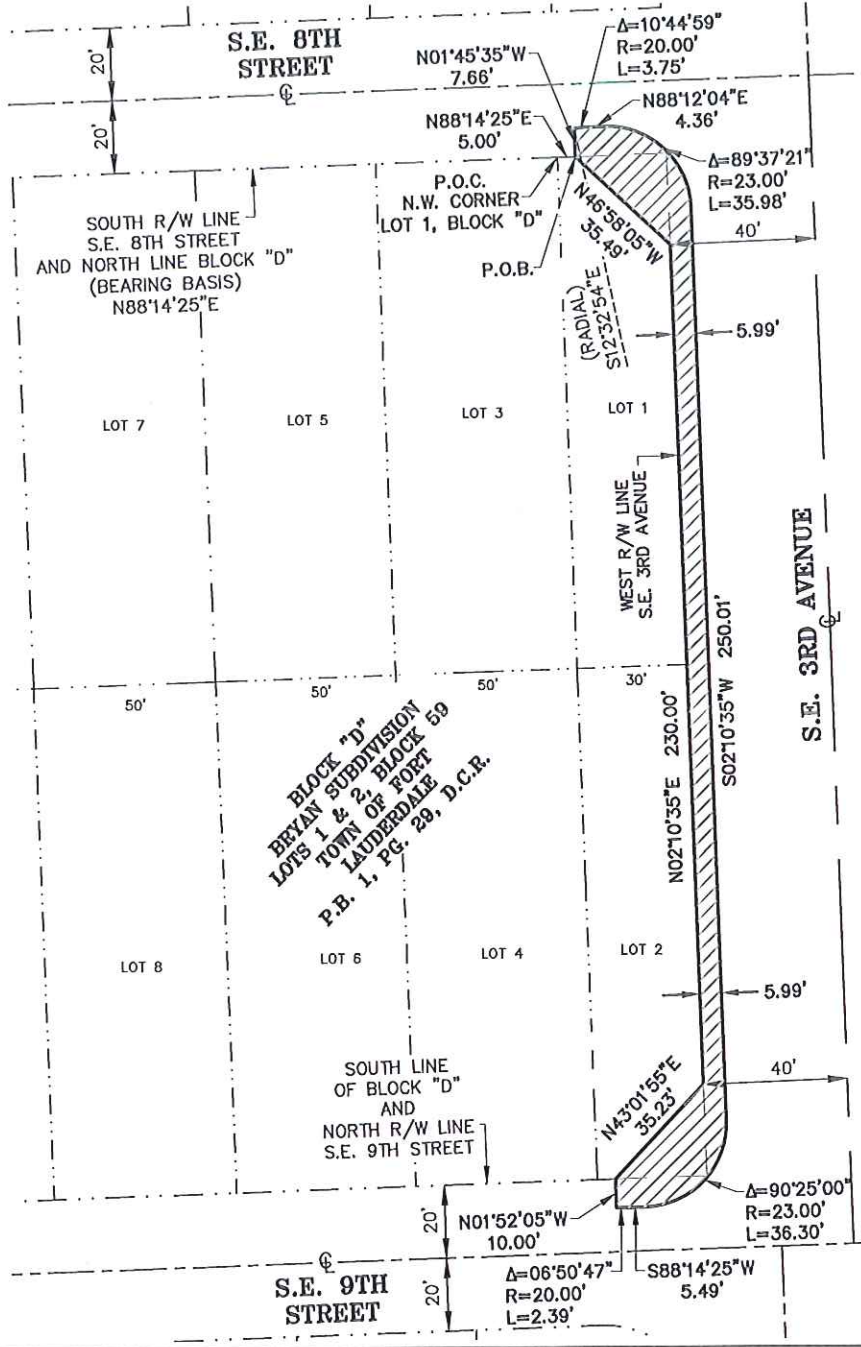 S.E. 8TH
STREET
℄
20'
20'
N01°45'35"W
7.66'
Δ=10°44'59"
R=20.00'
L=3.75'
N88°12'04"E
4.36'
N88°14'25"E
5.00'
Δ=89°37'21"
R=23.00'
L=35.98'
P.O.C.
N.W. CORNER
LOT 1, BLOCK "D"
SOUTH R/W LINE
S.E. 8TH STREET
AND NORTH LINE BLOCK "D"
(BEARING BASIS)
N88°14'25"E
N46°58'05"W
35.49'
40'
P.O.B.
(RADIAL)
S12°32'54"E
5.99'
LOT 7
LOT 5
LOT 3
LOT 1
WEST R/W LINE
S.E. 3RD AVENUE
S.E. 3RD AVENUE
℄
50'
50'
50'
30'
N02°10'35"E 230.00'
S02°10'35"W 250.01'
BLOCK "D"
BRYAN SUBDIVISION
LOTS 1 & 2, BLOCK 59
TOWN OF FORT
LAUDERDALE
P.B. 1, PG. 29, D.C.R.
LOT 8
LOT 6
LOT 4
LOT 2
5.99'
SOUTH LINE
OF BLOCK "D"
AND
NORTH R/W LINE
S.E. 9TH STREET
N43°01'55"E
35.23'
40'
20'
20'
N01°52'05"W
10.00'
Δ=90°25'00"
R=23.00'
L=36.30'
℄
S.E. 9TH
STREET
Δ=06°50'47"
R=20.00'
L=2.39'
S88°14'25"W
5.49'